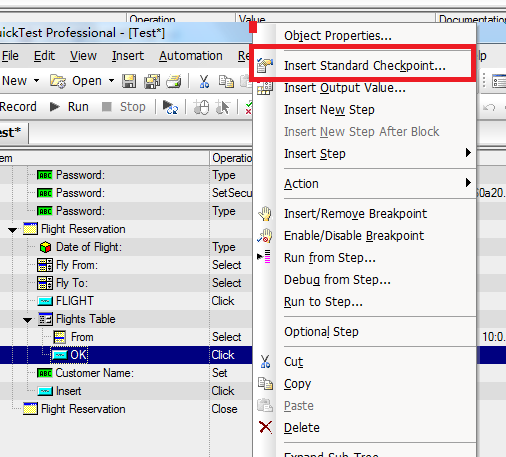 Operation Value Documentation
uickTest Professional - [Test*]
View Insert Automation Re
New Open
Record Run Stop
est*
em Operatio
Password: Type
Password: SetSecu 60a20.
Password: Type
Flight Reservation
Date of Flight: Type
Fly From: Select
Fly To: Select
FLIGHT Click
Flights Table
From Select 10:0.
OK Click
Customer Name: Set
Insert Click
Flight Reservation Close
Object Properties...
Insert Standard Checkpoint...
Insert Output Value...
Insert New Step
Insert New Step After Block
Insert Step
Action
Insert/Remove Breakpoint
Enable/Disable Breakpoint
Run from Step...
Debug from Step...
Run to Step...
Optional Step
Cut
Copy
Paste
Delete
Expand Sub-Tree